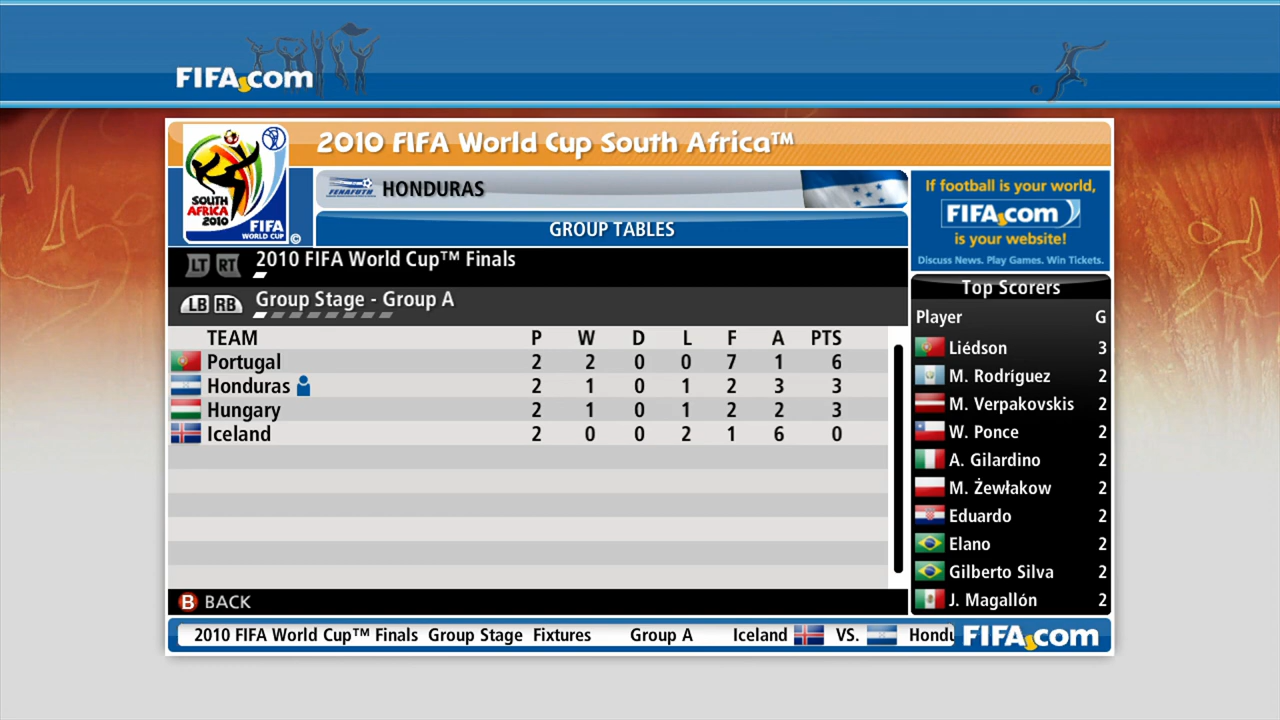 FIFA.com
2010 FIFA World Cup South Africa™
SOUTH
AFRICA
2010
FIFA
WORLD CUP
©
FENAFUTH
HONDURAS
GROUP TABLES
LT RT 2010 FIFA World Cup™ Finals
LB RB Group Stage - Group A
TEAM P W D L F A PTS
Portugal 2 2 0 0 7 1 6
Honduras 2 1 0 1 2 3 3
Hungary 2 1 0 1 2 2 3
Iceland 2 0 0 2 1 6 0
B BACK
If football is your world,
FIFA.com
is your website!
Discuss News. Play Games. Win Tickets.
Top Scorers
Player G
Liédson 3
M. Rodríguez 2
M. Verpakovskis 2
W. Ponce 2
A. Gilardino 2
M. Żewłakow 2
Eduardo 2
Elano 2
Gilberto Silva 2
J. Magallón 2
2010 FIFA World Cup™ Finals Group Stage Fixtures Group A Iceland VS. Hondu
FIFA.com